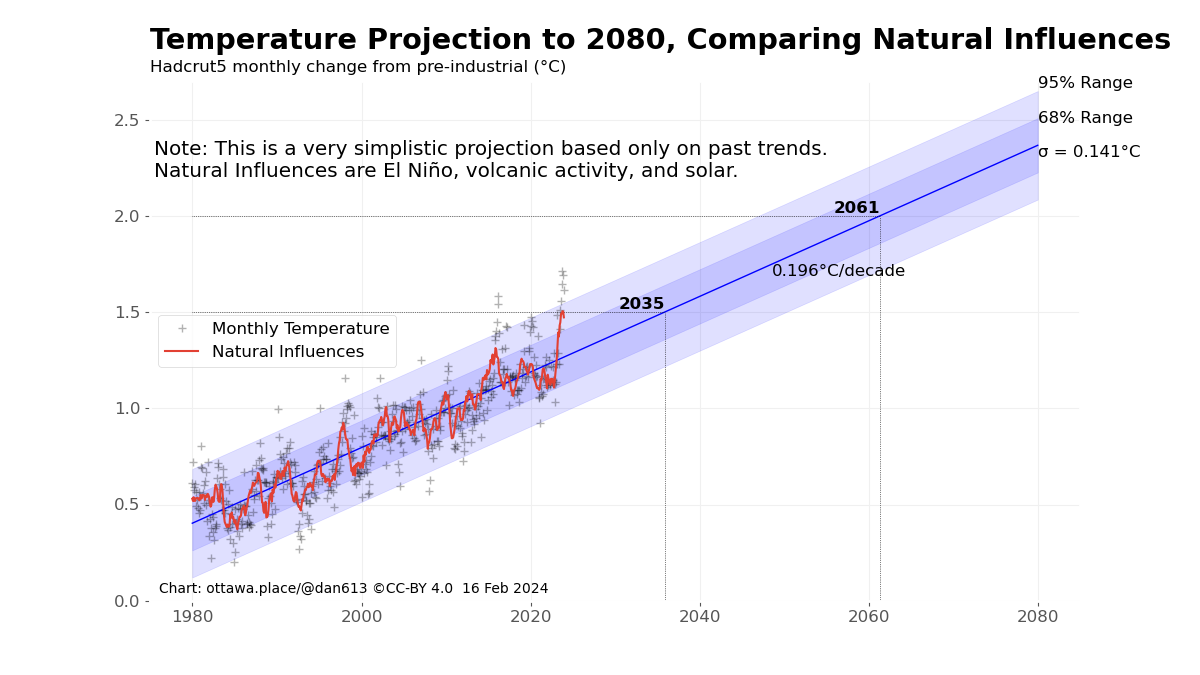 Temperature Projection to 2080, Comparing Natural Influences
Hadcrut5 monthly change from pre-industrial (°C)
95% Range
68% Range
σ = 0.141°C
Note: This is a very simplistic projection based only on past trends.
Natural Influences are El Niño, volcanic activity, and solar.
2061
0.196°C/decade
2035
Monthly Temperature
Natural Influences
2.5
2.0
1.5
1.0
0.5
0.0
Chart: ottawa.place/@dan613 ©CC-BY 4.0  16 Feb 2024
1980
2000
2020
2040
2060
2080